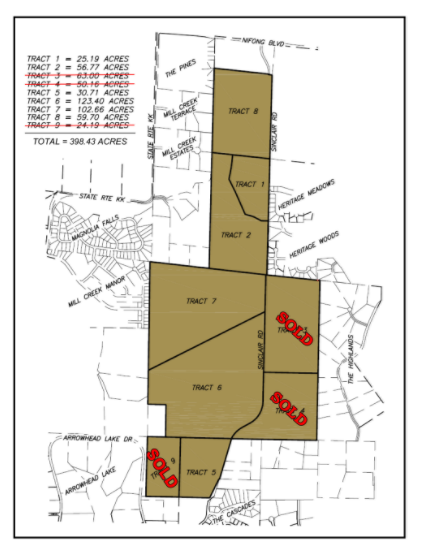 NIFONG BLVD
TRACT 1 = 25.19 ACRES
TRACT 2 = 56.77 ACRES
TRACT 3 = 63.00 ACRES
TRACT 4 = 50.16 ACRES
TRACT 5 = 30.71 ACRES
TRACT 6 = 123.40 ACRES
TRACT 7 = 102.66 ACRES
TRACT 8 = 59.70 ACRES
TRACT 9 = 24.19 ACRES
TOTAL = 398.43 ACRES
THE PINES
MILL CREEK
TERRACE
TRACT 8
SINCLAIR RD
STATE RTE KK
MILL CREEK
ESTATES
TRACT 1
HERITAGE MEADOWS
STATE RTE KK
MAGNOLIA FALLS
TRACT 2
HERITAGE WOODS
MILL CREEK MANOR
TRACT 7
SOLD
SINCLAIR RD
THE HIGHLANDS
TRACT 6
SOLD
ARROWHEAD LAKE DR
SOLD
9
TRACT 5
ARROWHEAD LAKE
THE CASCADES